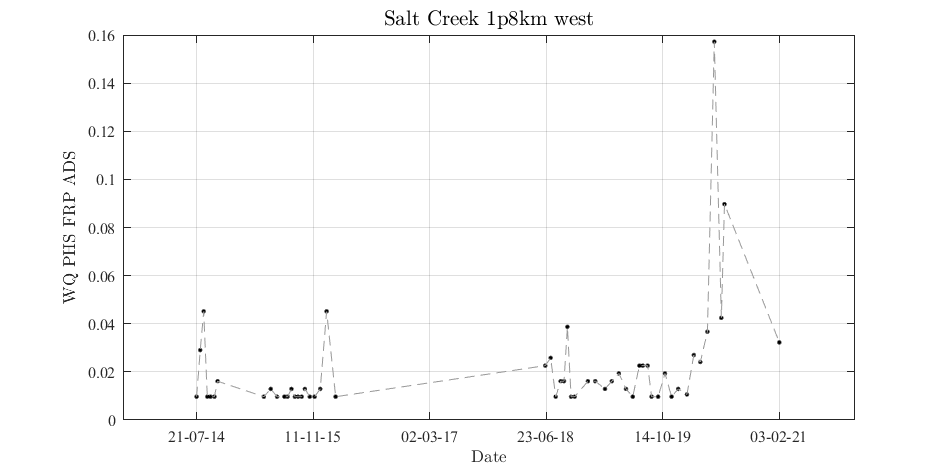 Salt Creek 1p8km west
0.16
0.14
0.12
0.1
0.08
0.06
0.04
0.02
0
WQ PHS FRP ADS
21-07-14 11-11-15 02-03-17 23-06-18 14-10-19 03-02-21
Date